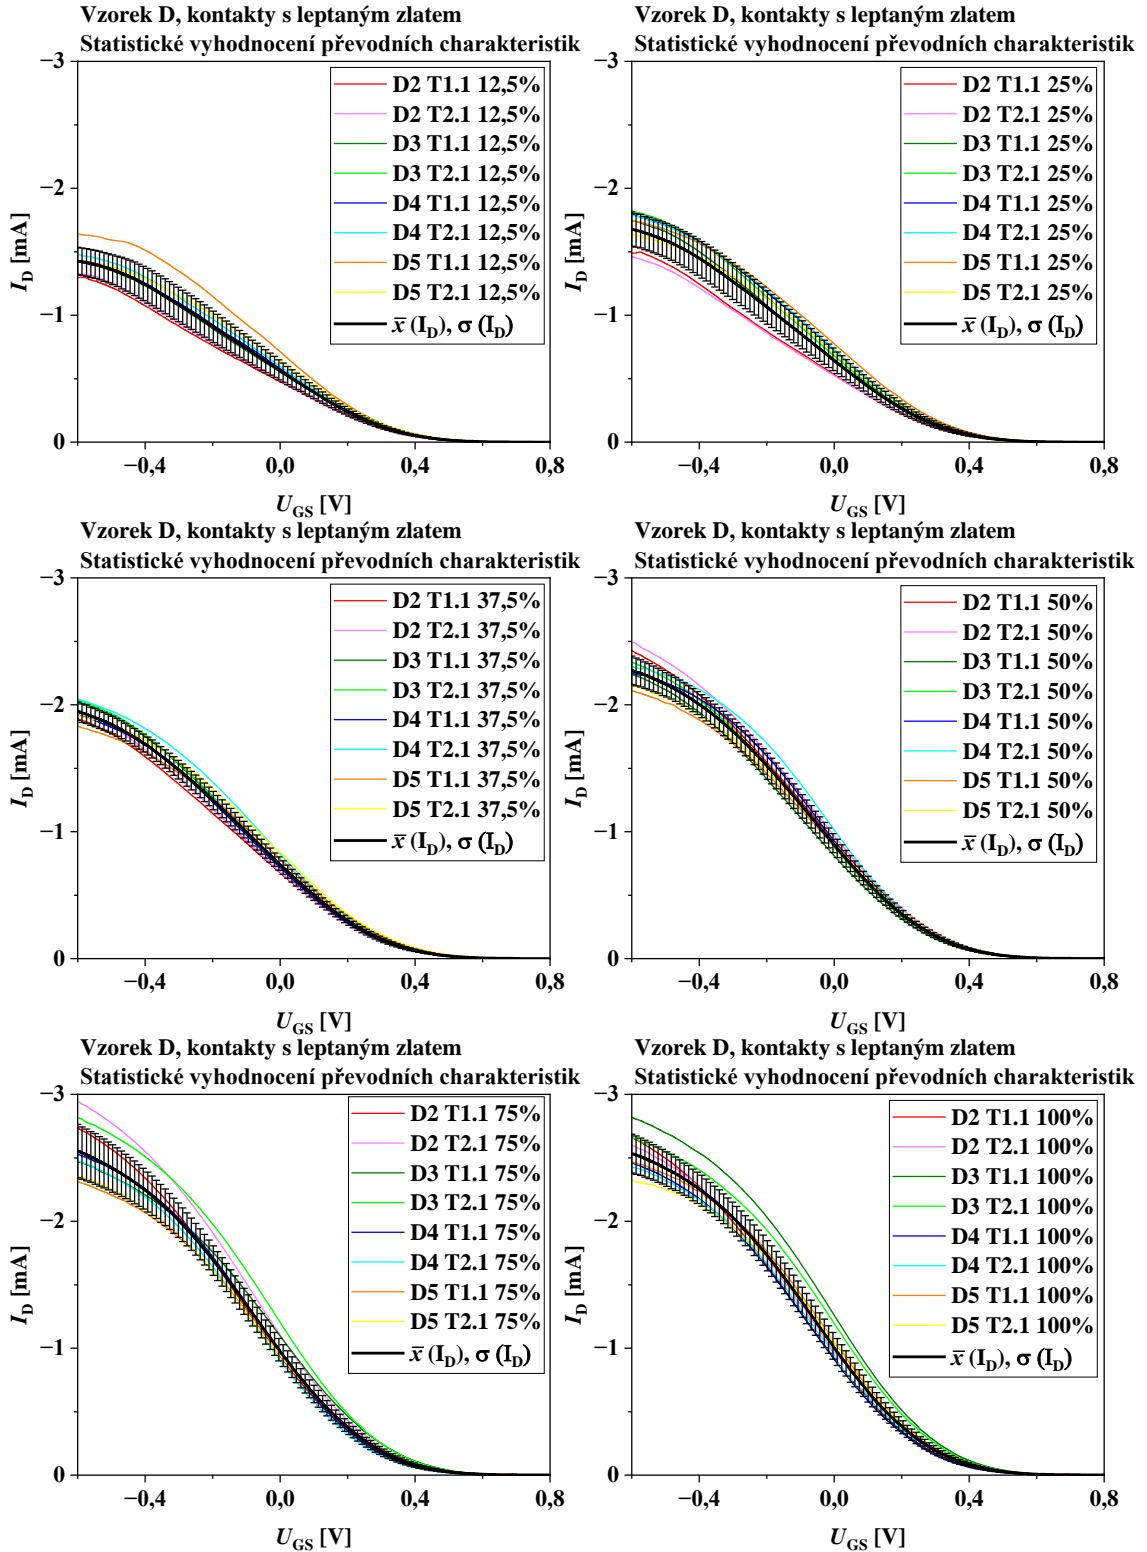 Vzorek D, kontakty s leptaným zlatem
Statistické vyhodnocení převodních charakteristik
−3
−2
−1
0
I_D [mA]
D2 T1.1 12,5%
D2 T2.1 12,5%
D3 T1.1 12,5%
D3 T2.1 12,5%
D4 T1.1 12,5%
D4 T2.1 12,5%
D5 T1.1 12,5%
D5 T2.1 12,5%
x̄ (I_D), σ (I_D)
−0,4 0,0 0,4 0,8
U_GS [V]
Vzorek D, kontakty s leptaným zlatem
Statistické vyhodnocení převodních charakteristik
−3
−2
−1
0
I_D [mA]
D2 T1.1 25%
D2 T2.1 25%
D3 T1.1 25%
D3 T2.1 25%
D4 T1.1 25%
D4 T2.1 25%
D5 T1.1 25%
D5 T2.1 25%
x̄ (I_D), σ (I_D)
−0,4 0,0 0,4 0,8
U_GS [V]
Vzorek D, kontakty s leptaným zlatem
Statistické vyhodnocení převodních charakteristik
−3
−2
−1
0
I_D [mA]
D2 T1.1 37,5%
D2 T2.1 37,5%
D3 T1.1 37,5%
D3 T2.1 37,5%
D4 T1.1 37,5%
D4 T2.1 37,5%
D5 T1.1 37,5%
D5 T2.1 37,5%
x̄ (I_D), σ (I_D)
−0,4 0,0 0,4 0,8
U_GS [V]
Vzorek D, kontakty s leptaným zlatem
Statistické vyhodnocení převodních charakteristik
−3
−2
−1
0
I_D [mA]
D2 T1.1 50%
D2 T2.1 50%
D3 T1.1 50%
D3 T2.1 50%
D4 T1.1 50%
D4 T2.1 50%
D5 T1.1 50%
D5 T2.1 50%
x̄ (I_D), σ (I_D)
−0,4 0,0 0,4 0,8
U_GS [V]
Vzorek D, kontakty s leptaným zlatem
Statistické vyhodnocení převodních charakteristik
−3
−2
−1
0
I_D [mA]
D2 T1.1 75%
D2 T2.1 75%
D3 T1.1 75%
D3 T2.1 75%
D4 T1.1 75%
D4 T2.1 75%
D5 T1.1 75%
D5 T2.1 75%
x̄ (I_D), σ (I_D)
−0,4 0,0 0,4 0,8
U_GS [V]
Vzorek D, kontakty s leptaným zlatem
Statistické vyhodnocení převodních charakteristik
−3
−2
−1
0
I_D [mA]
D2 T1.1 100%
D2 T2.1 100%
D3 T1.1 100%
D3 T2.1 100%
D4 T1.1 100%
D4 T2.1 100%
D5 T1.1 100%
D5 T2.1 100%
x̄ (I_D), σ (I_D)
−0,4 0,0 0,4 0,8
U_GS [V]